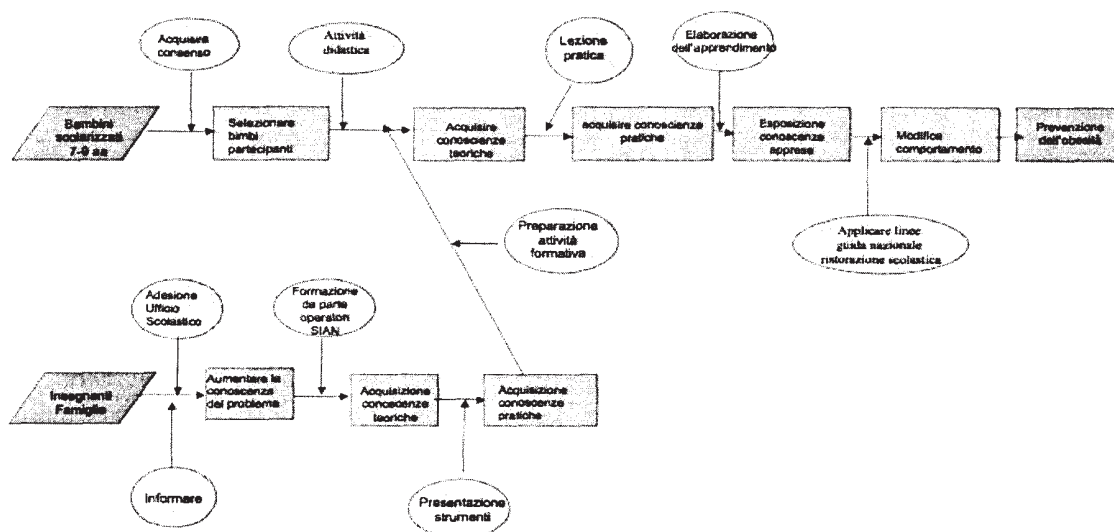 Acquisire
consenso
Attività
didattica
Lezione
pratica
Elaborazione
dell'apprendimento
Bambini
scolarizzati
7-9 aa
Selezionare
bimbi
partecipanti
Acquisire
conoscienze
teoriche
acquisire conoscienze
pratiche
Esposizione
conoscenze
apprese
Modifica
comportamento
Prevenzione
dell'obesità
Preparazione
attività
formativa
Applicare linee
guida nazionale
ristorazione scolastica
Adesione
Ufficio
Scolastico
Formazione
da parte
operatori
SIAN
Insegnanti
Famiglie
Aumentare la
conoscenza
del problema
Acquisizione
conoscenze
teoriche
Acquisizione
conoscenze
pratiche
Informare
Presentazione
strumenti